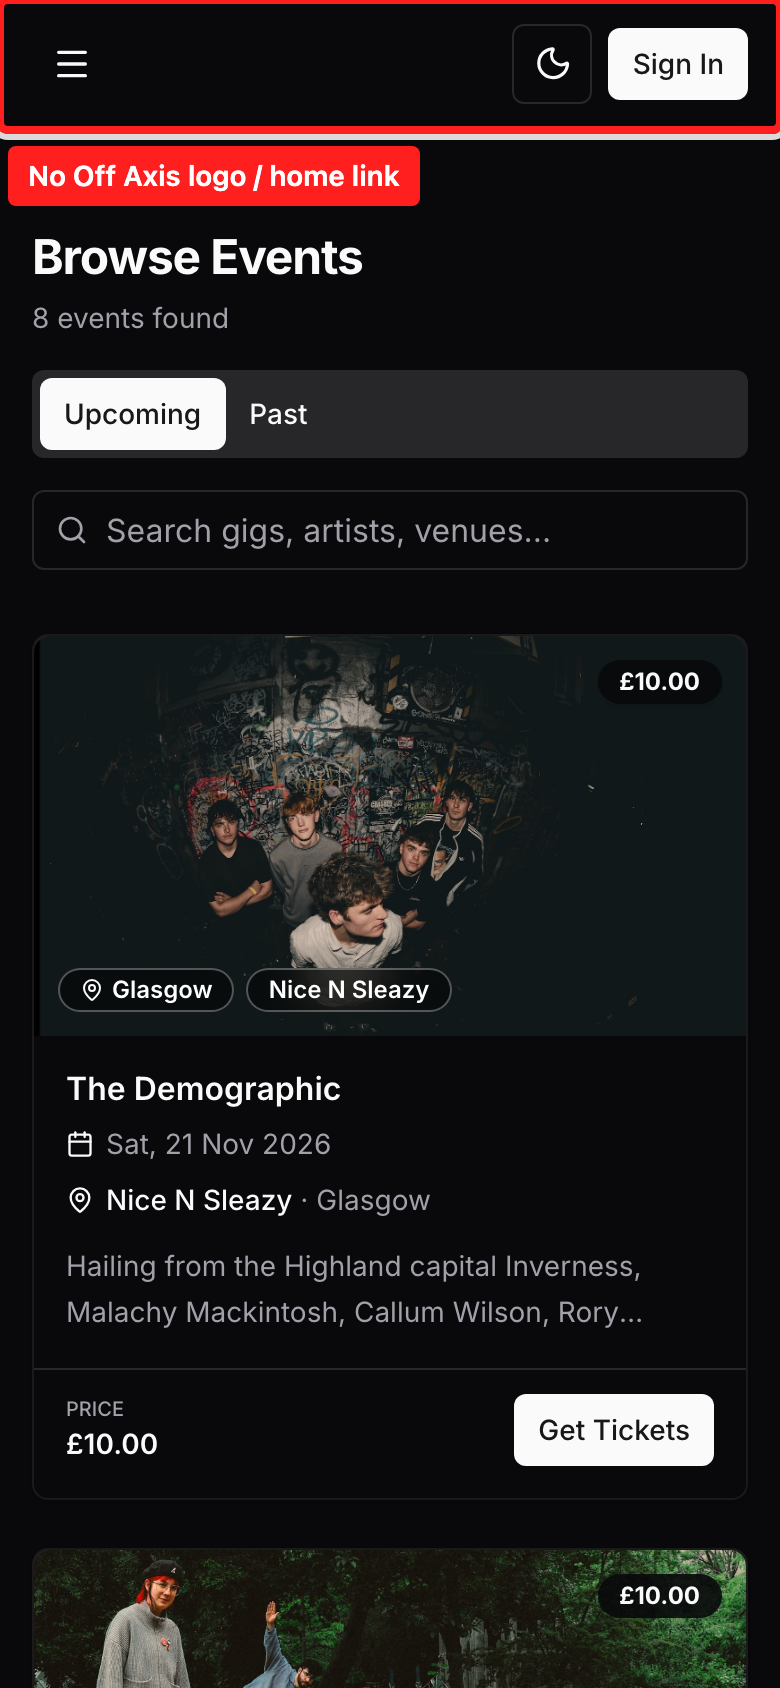 Sign In
No Off Axis logo / home link
Browse Events
8 events found
Upcoming
Past
Search gigs, artists, venues...
£10.00
Glasgow
Nice N Sleazy
The Demographic
Sat, 21 Nov 2026
Nice N Sleazy · Glasgow
Hailing from the Highland capital Inverness,
Malachy Mackintosh, Callum Wilson, Rory...
PRICE
£10.00
Get Tickets
£10.00